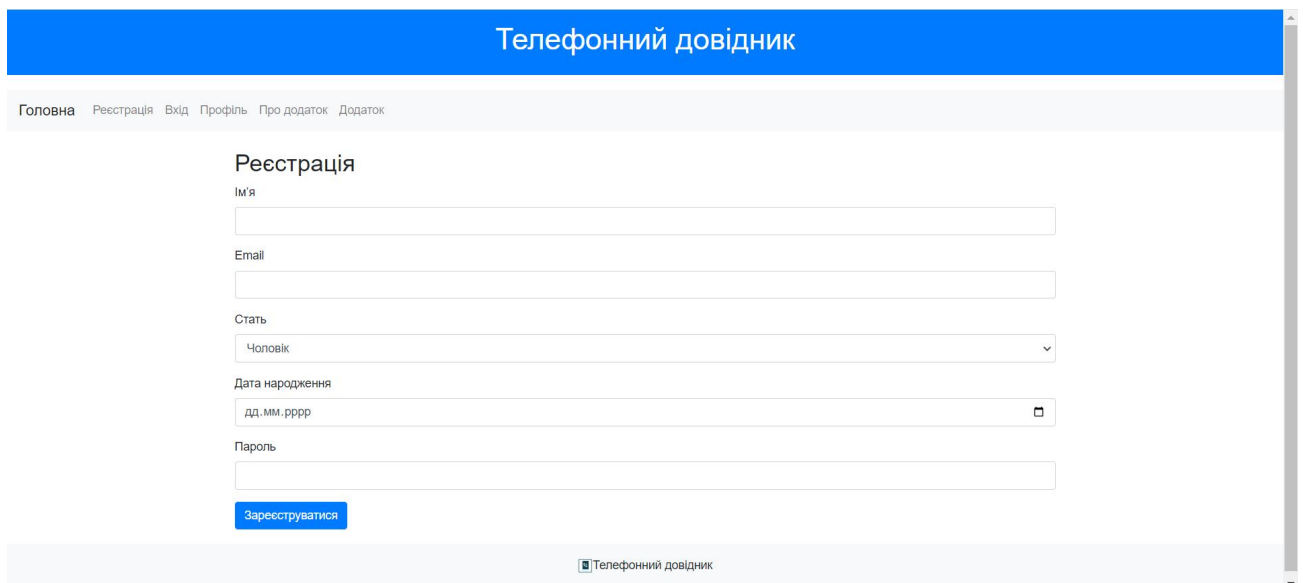 Телефонний довідник
Головна Реєстрація Вхід Профіль Про додаток Додаток
Реєстрація
Ім'я
Email
Стать
Чоловік
Дата народження
дд.мм.рррр
Пароль
Зареєструватися
Телефонний довідник